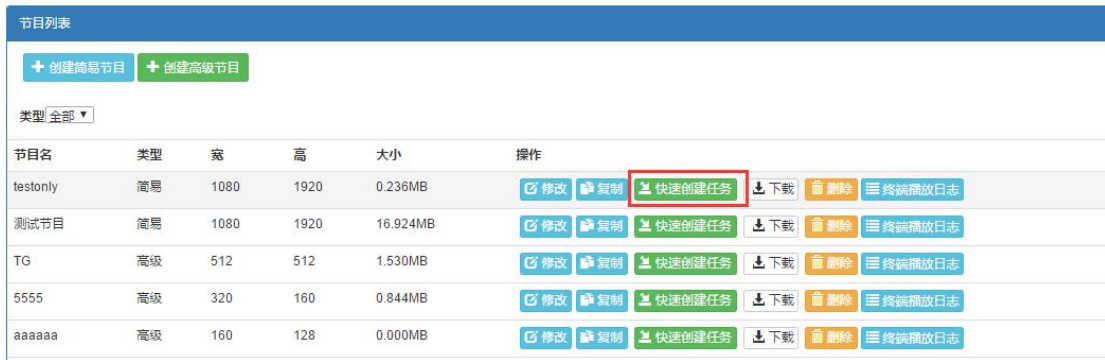 节目列表
创建简易节目 创建高级节目
类型 全部
节目名 类型 宽 高 大小 操作
testonly 简易 1080 1920 0.236MB 修改 复制 快速创建任务 下载 删除 终端播放日志
测试节目 简易 1080 1920 16.924MB 修改 复制 快速创建任务 下载 删除 终端播放日志
TG 高级 512 512 1.530MB 修改 复制 快速创建任务 下载 删除 终端播放日志
5555 高级 320 160 0.844MB 修改 复制 快速创建任务 下载 删除 终端播放日志
aaaaaa 高级 160 128 0.000MB 修改 复制 快速创建任务 下载 删除 终端播放日志